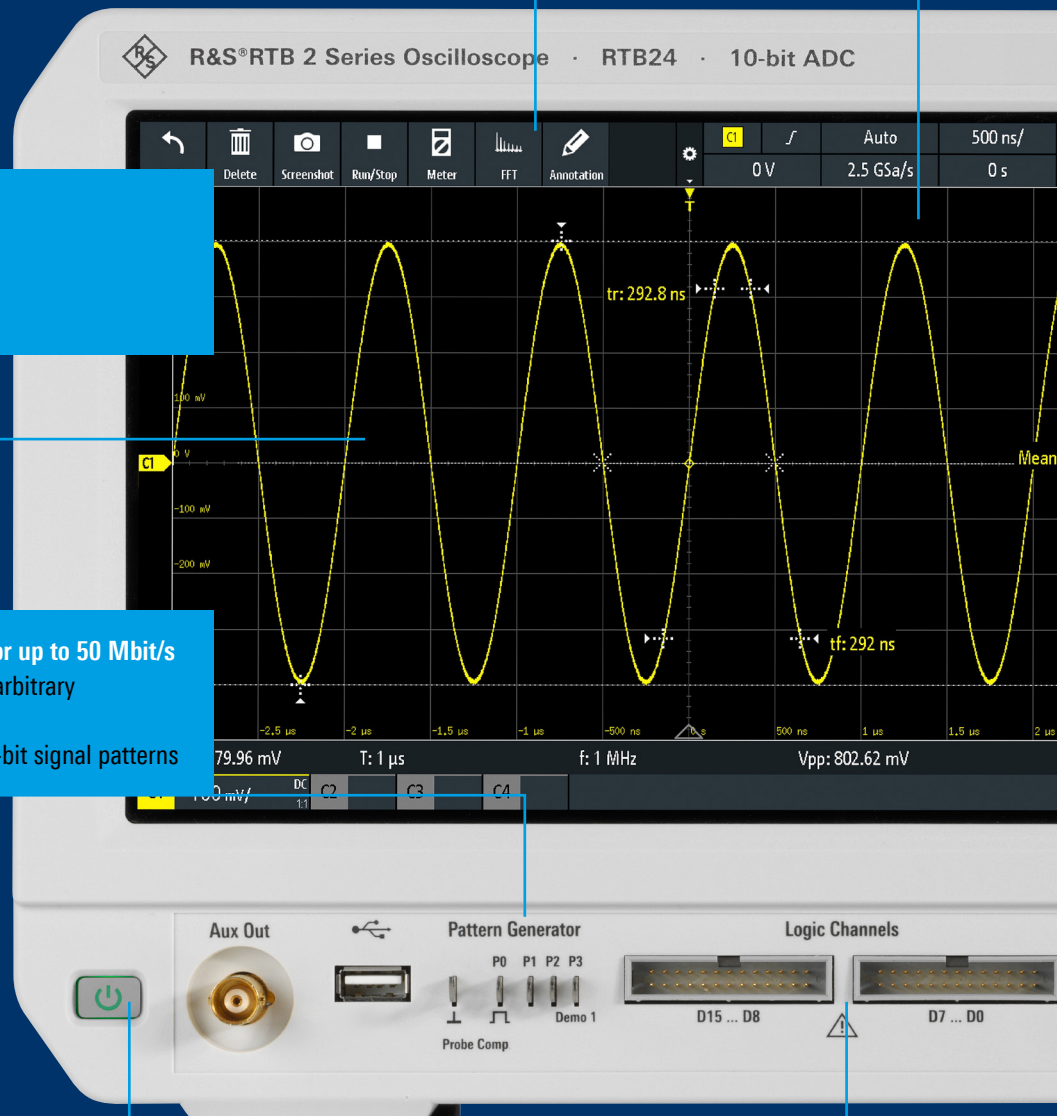 R&S®RTB 2 Series Oscilloscope · RTB24 · 10-bit ADC
C1 Auto 500 ns/
Delete Screenshot Run/Stop Meter FFT Annotation 0 V 2.5 GSa/s 0 s
T
tr: 292.8 ns
100 mV
C1 0 V Mean
-100 mV
-200 mV
or up to 50 Mbit/s
arbitrary
-bit signal patterns
tf: 292 ns
-2.5 µs -2 µs -1.5 µs -1 µs -500 ns 0 s 500 ns 1 µs 1.5 µs 2 µs
79.96 mV T: 1 µs f: 1 MHz Vpp: 802.62 mV
C1 100 mV/ DC 1:1 C2 C3 C4
Aux Out Pattern Generator Logic Channels
P0 P1 P2 P3
Demo 1 D15 ... D8 D7 ... D0
Probe Comp